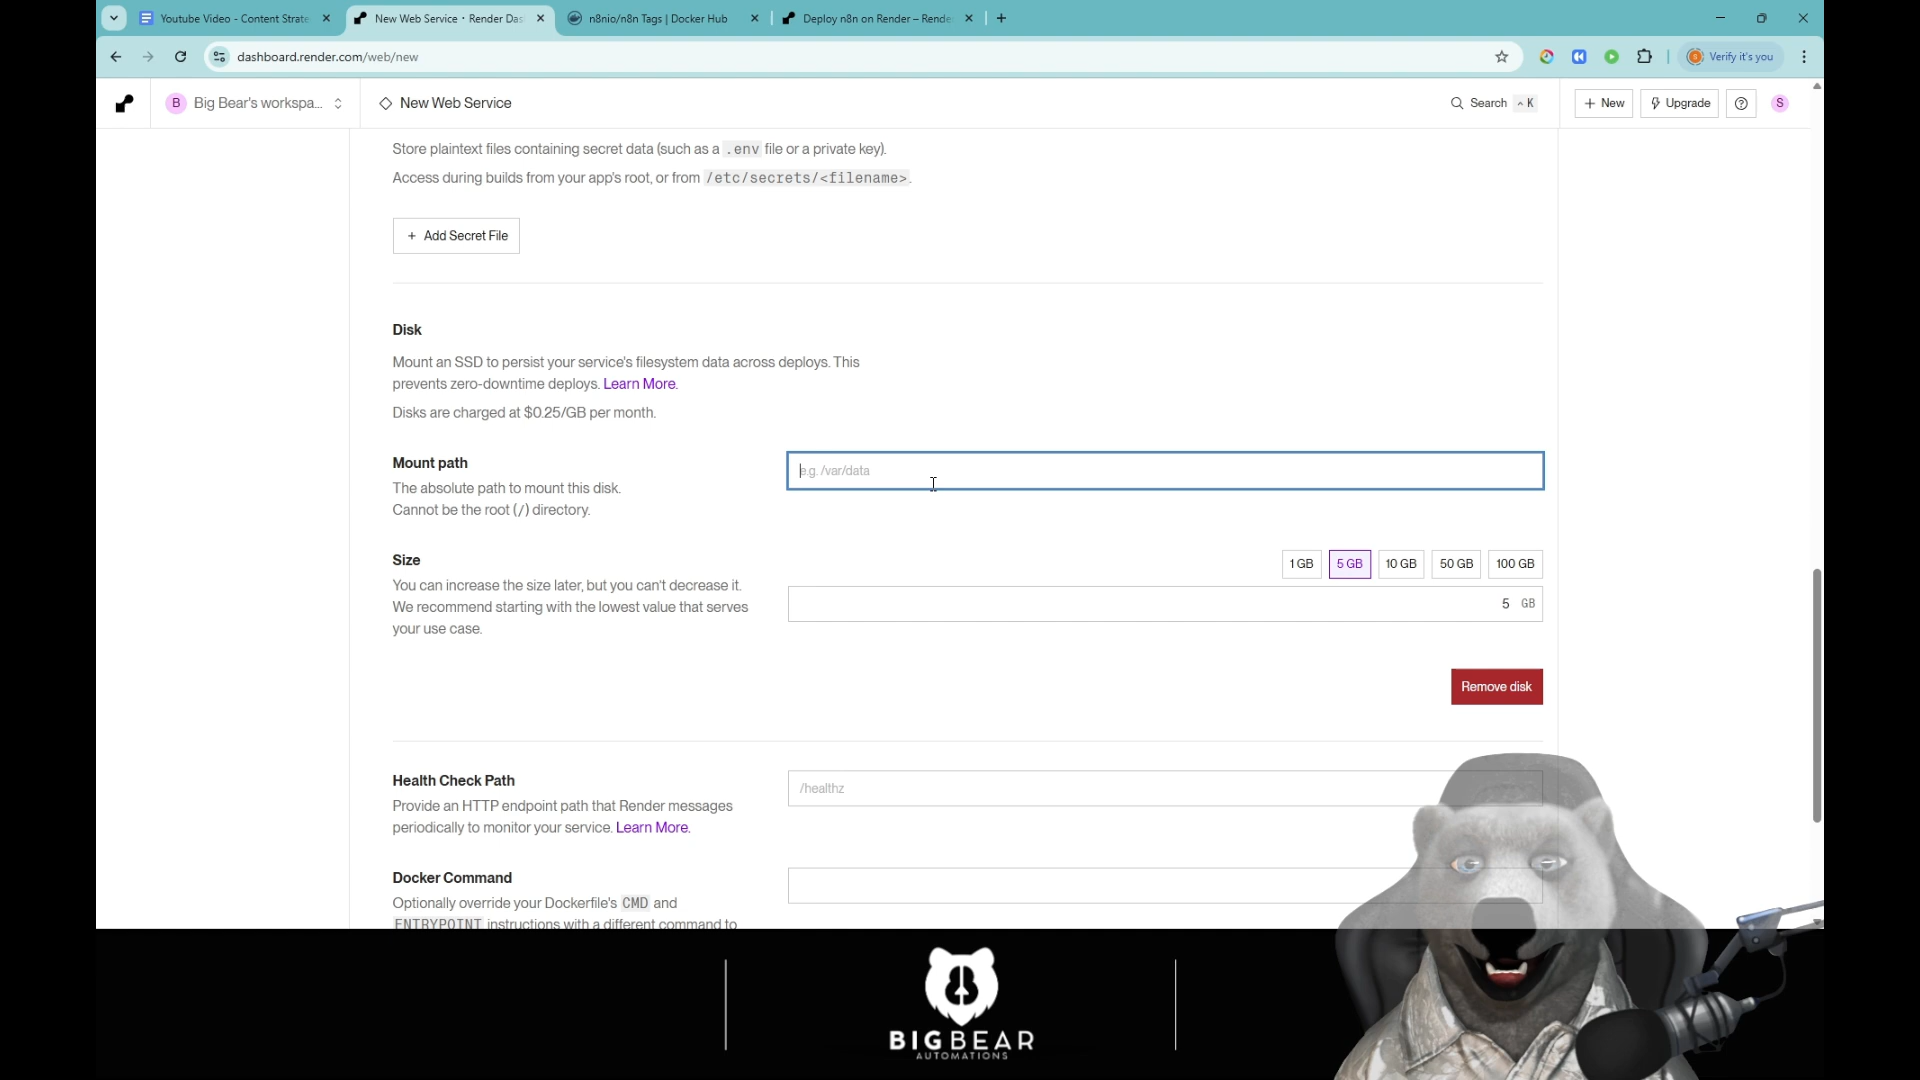 Youtube Video - Content Strate
New Web Service · Render Das
n8nio/n8n Tags | Docker Hub
Deploy n8n on Render – Rende
dashboard.render.com/web/new
Verify it's you
B Big Bear's workspa...
New Web Service
Search
K
+ New
Upgrade
S
Store plaintext files containing secret data (such as a .env file or a private key).
Access during builds from your app's root, or from /etc/secrets/<filename>.
+ Add Secret File
Disk
Mount an SSD to persist your service's filesystem data across deploys. This
prevents zero-downtime deploys. Learn More.
Disks are charged at $0.25/GB per month.
Mount path
e.g. /var/data
The absolute path to mount this disk.
Cannot be the root (/) directory.
Size
1 GB 5 GB 10 GB 50 GB 100 GB
You can increase the size later, but you can't decrease it.
We recommend starting with the lowest value that serves
your use case.
5 GB
Remove disk
Health Check Path
/healthz
Provide an HTTP endpoint path that Render messages
periodically to monitor your service. Learn More.
Docker Command
Optionally override your Dockerfile's CMD and
ENTRYPOINT instructions with a different command to
BIGBEAR
AUTOMATIONS